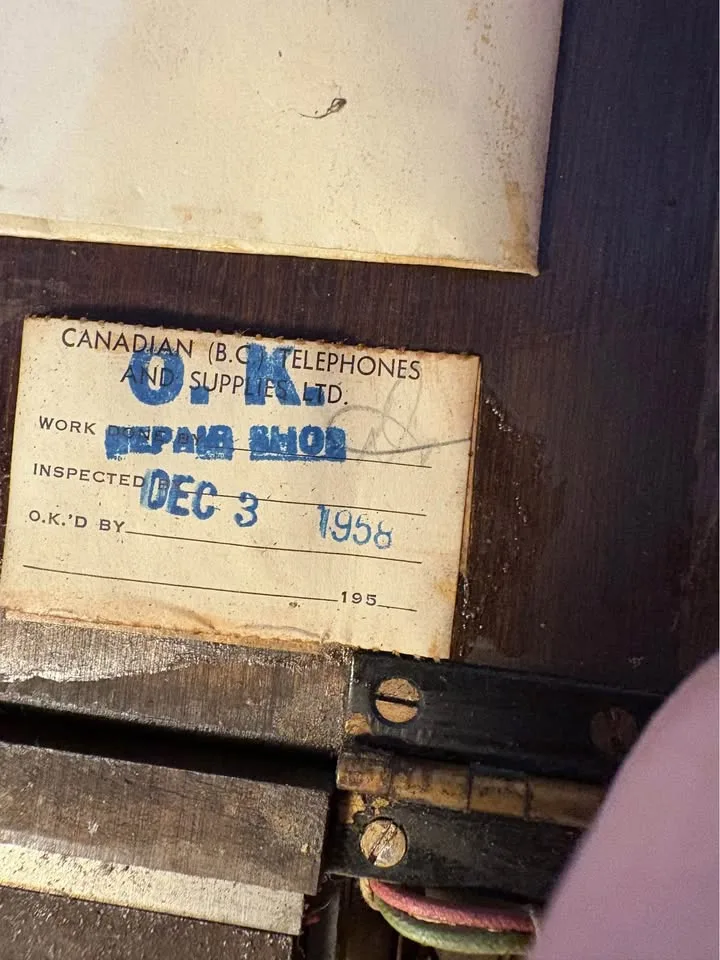 CANADIAN (B.C.) TELEPHONES
O. K.
AND SUPPLIES LTD.
WORK DONE BY
REPAIR SHOP
INSPECTED BY
DEC 3 1958
O.K.'D BY
195